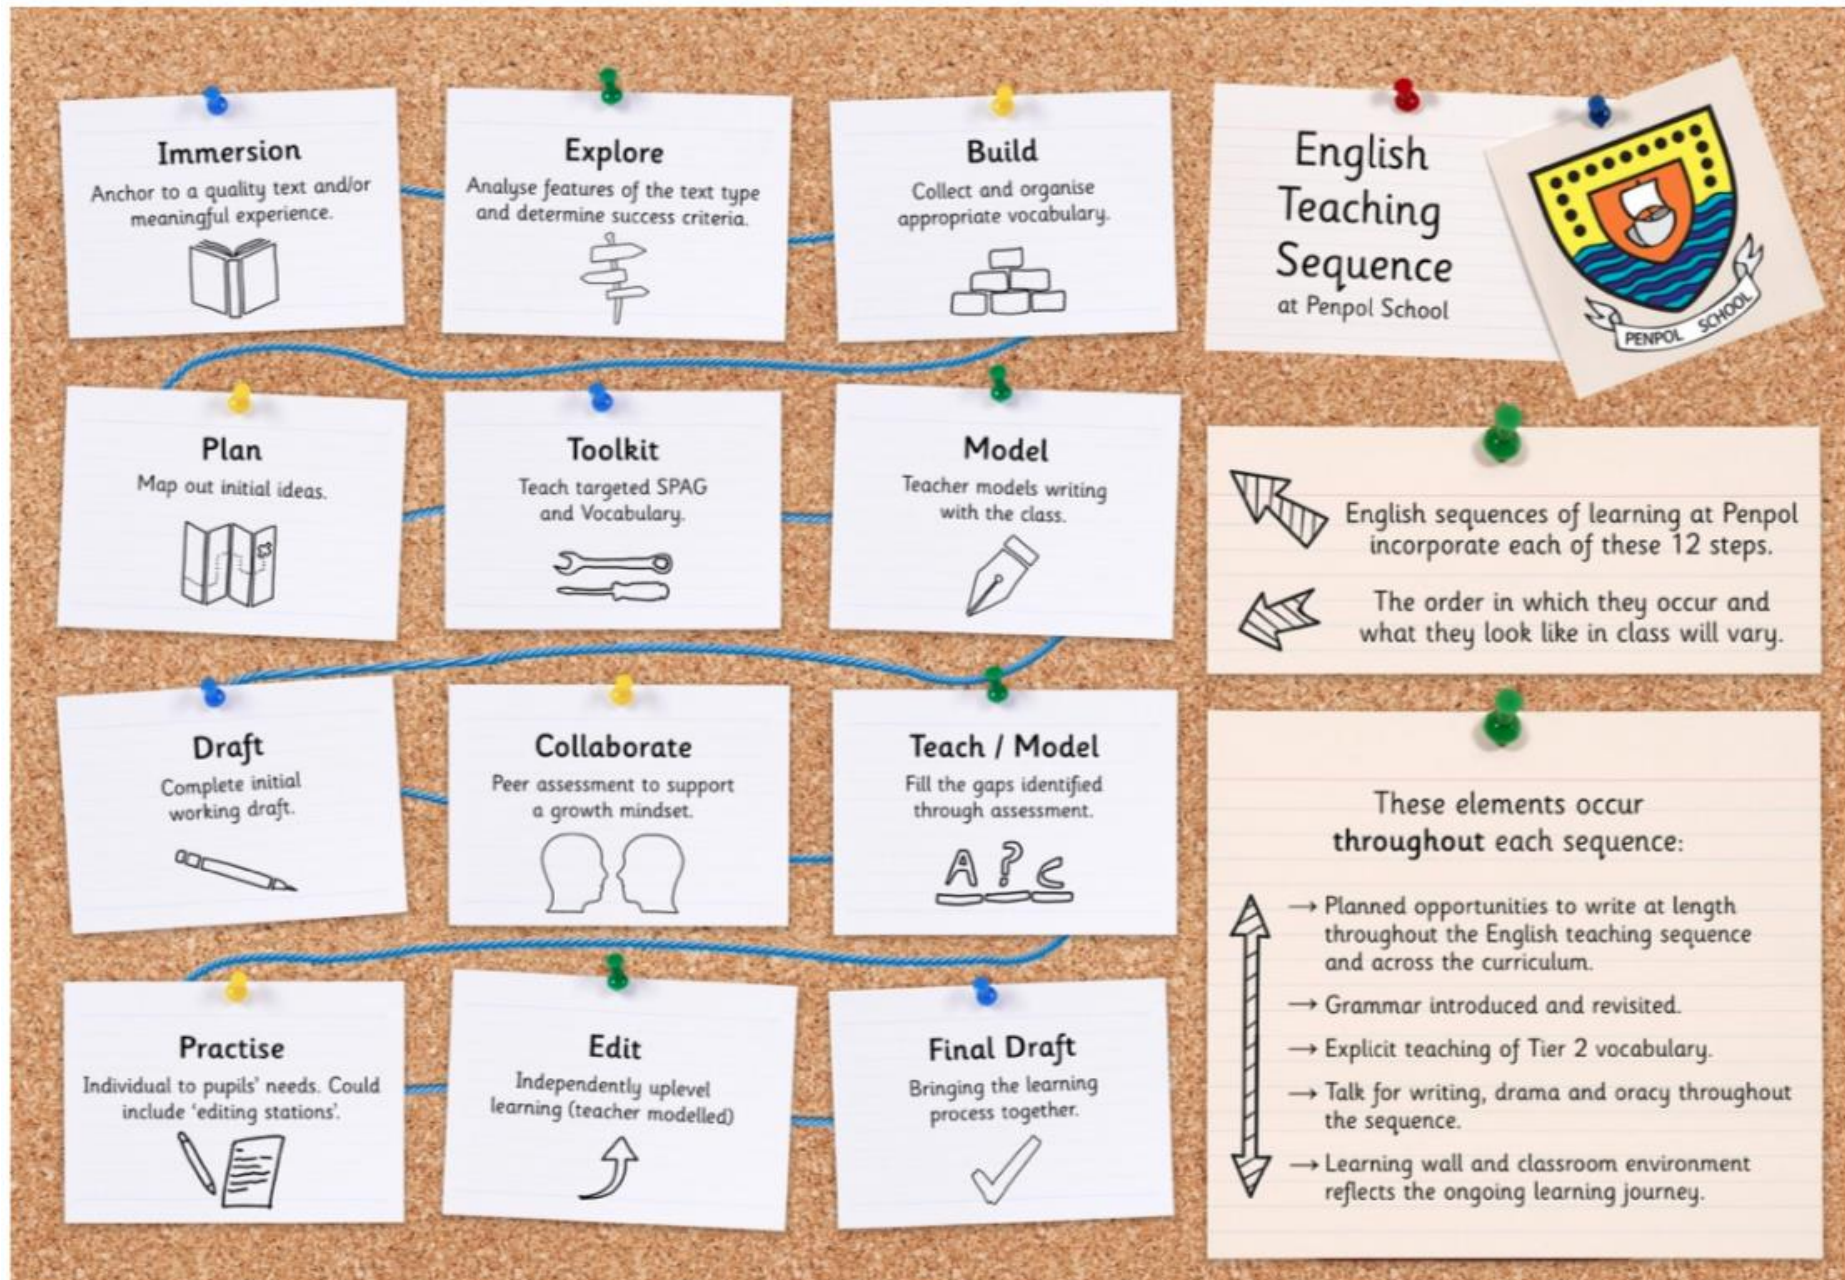 Immersion
Anchor to a quality text and/or
meaningful experience.
Explore
Analyse features of the text type
and determine success criteria.
Build
Collect and organise
appropriate vocabulary.
English
Teaching
Sequence
at Penpol School
PENPOL SCHOOL
Plan
Map out initial ideas.
Toolkit
Teach targeted SPAG
and Vocabulary.
Model
Teacher models writing
with the class.
English sequences of learning at Penpol
incorporate each of these 12 steps.
The order in which they occur and
what they look like in class will vary.
Draft
Complete initial
working draft.
Collaborate
Peer assessment to support
a growth mindset.
Teach / Model
Fill the gaps identified
through assessment.
A ? C
These elements occur
throughout each sequence:
→ Planned opportunities to write at length
throughout the English teaching sequence
and across the curriculum.
→ Grammar introduced and revisited.
→ Explicit teaching of Tier 2 vocabulary.
→ Talk for writing, drama and oracy throughout
the sequence.
→ Learning wall and classroom environment
reflects the ongoing learning journey.
Practise
Individual to pupils' needs. Could
include 'editing stations'.
Edit
Independently uplevel
learning (teacher modelled)
Final Draft
Bringing the learning
process together.